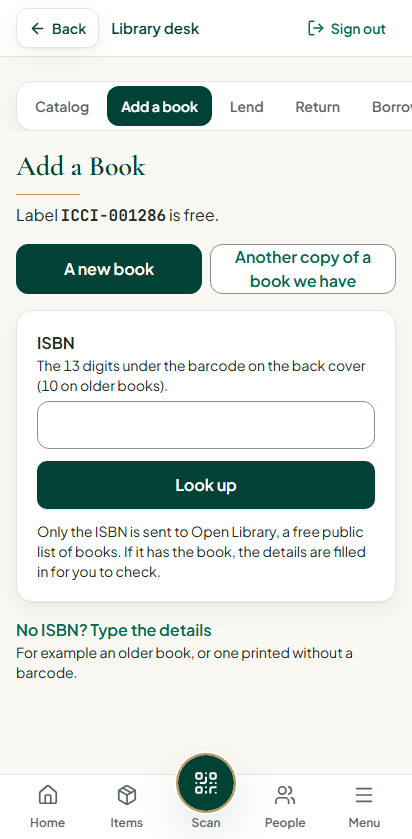 Back
Library desk
Sign out
Catalog
Add a book
Lend
Return
Borro
Add a Book
Label ICCI-001286 is free.
A new book
Another copy of a
book we have
ISBN
The 13 digits under the barcode on the back cover
(10 on older books).
Look up
Only the ISBN is sent to Open Library, a free public
list of books. If it has the book, the details are filled
in for you to check.
No ISBN? Type the details
For example an older book, or one printed without a
barcode.
Home
Items
Scan
People
Menu